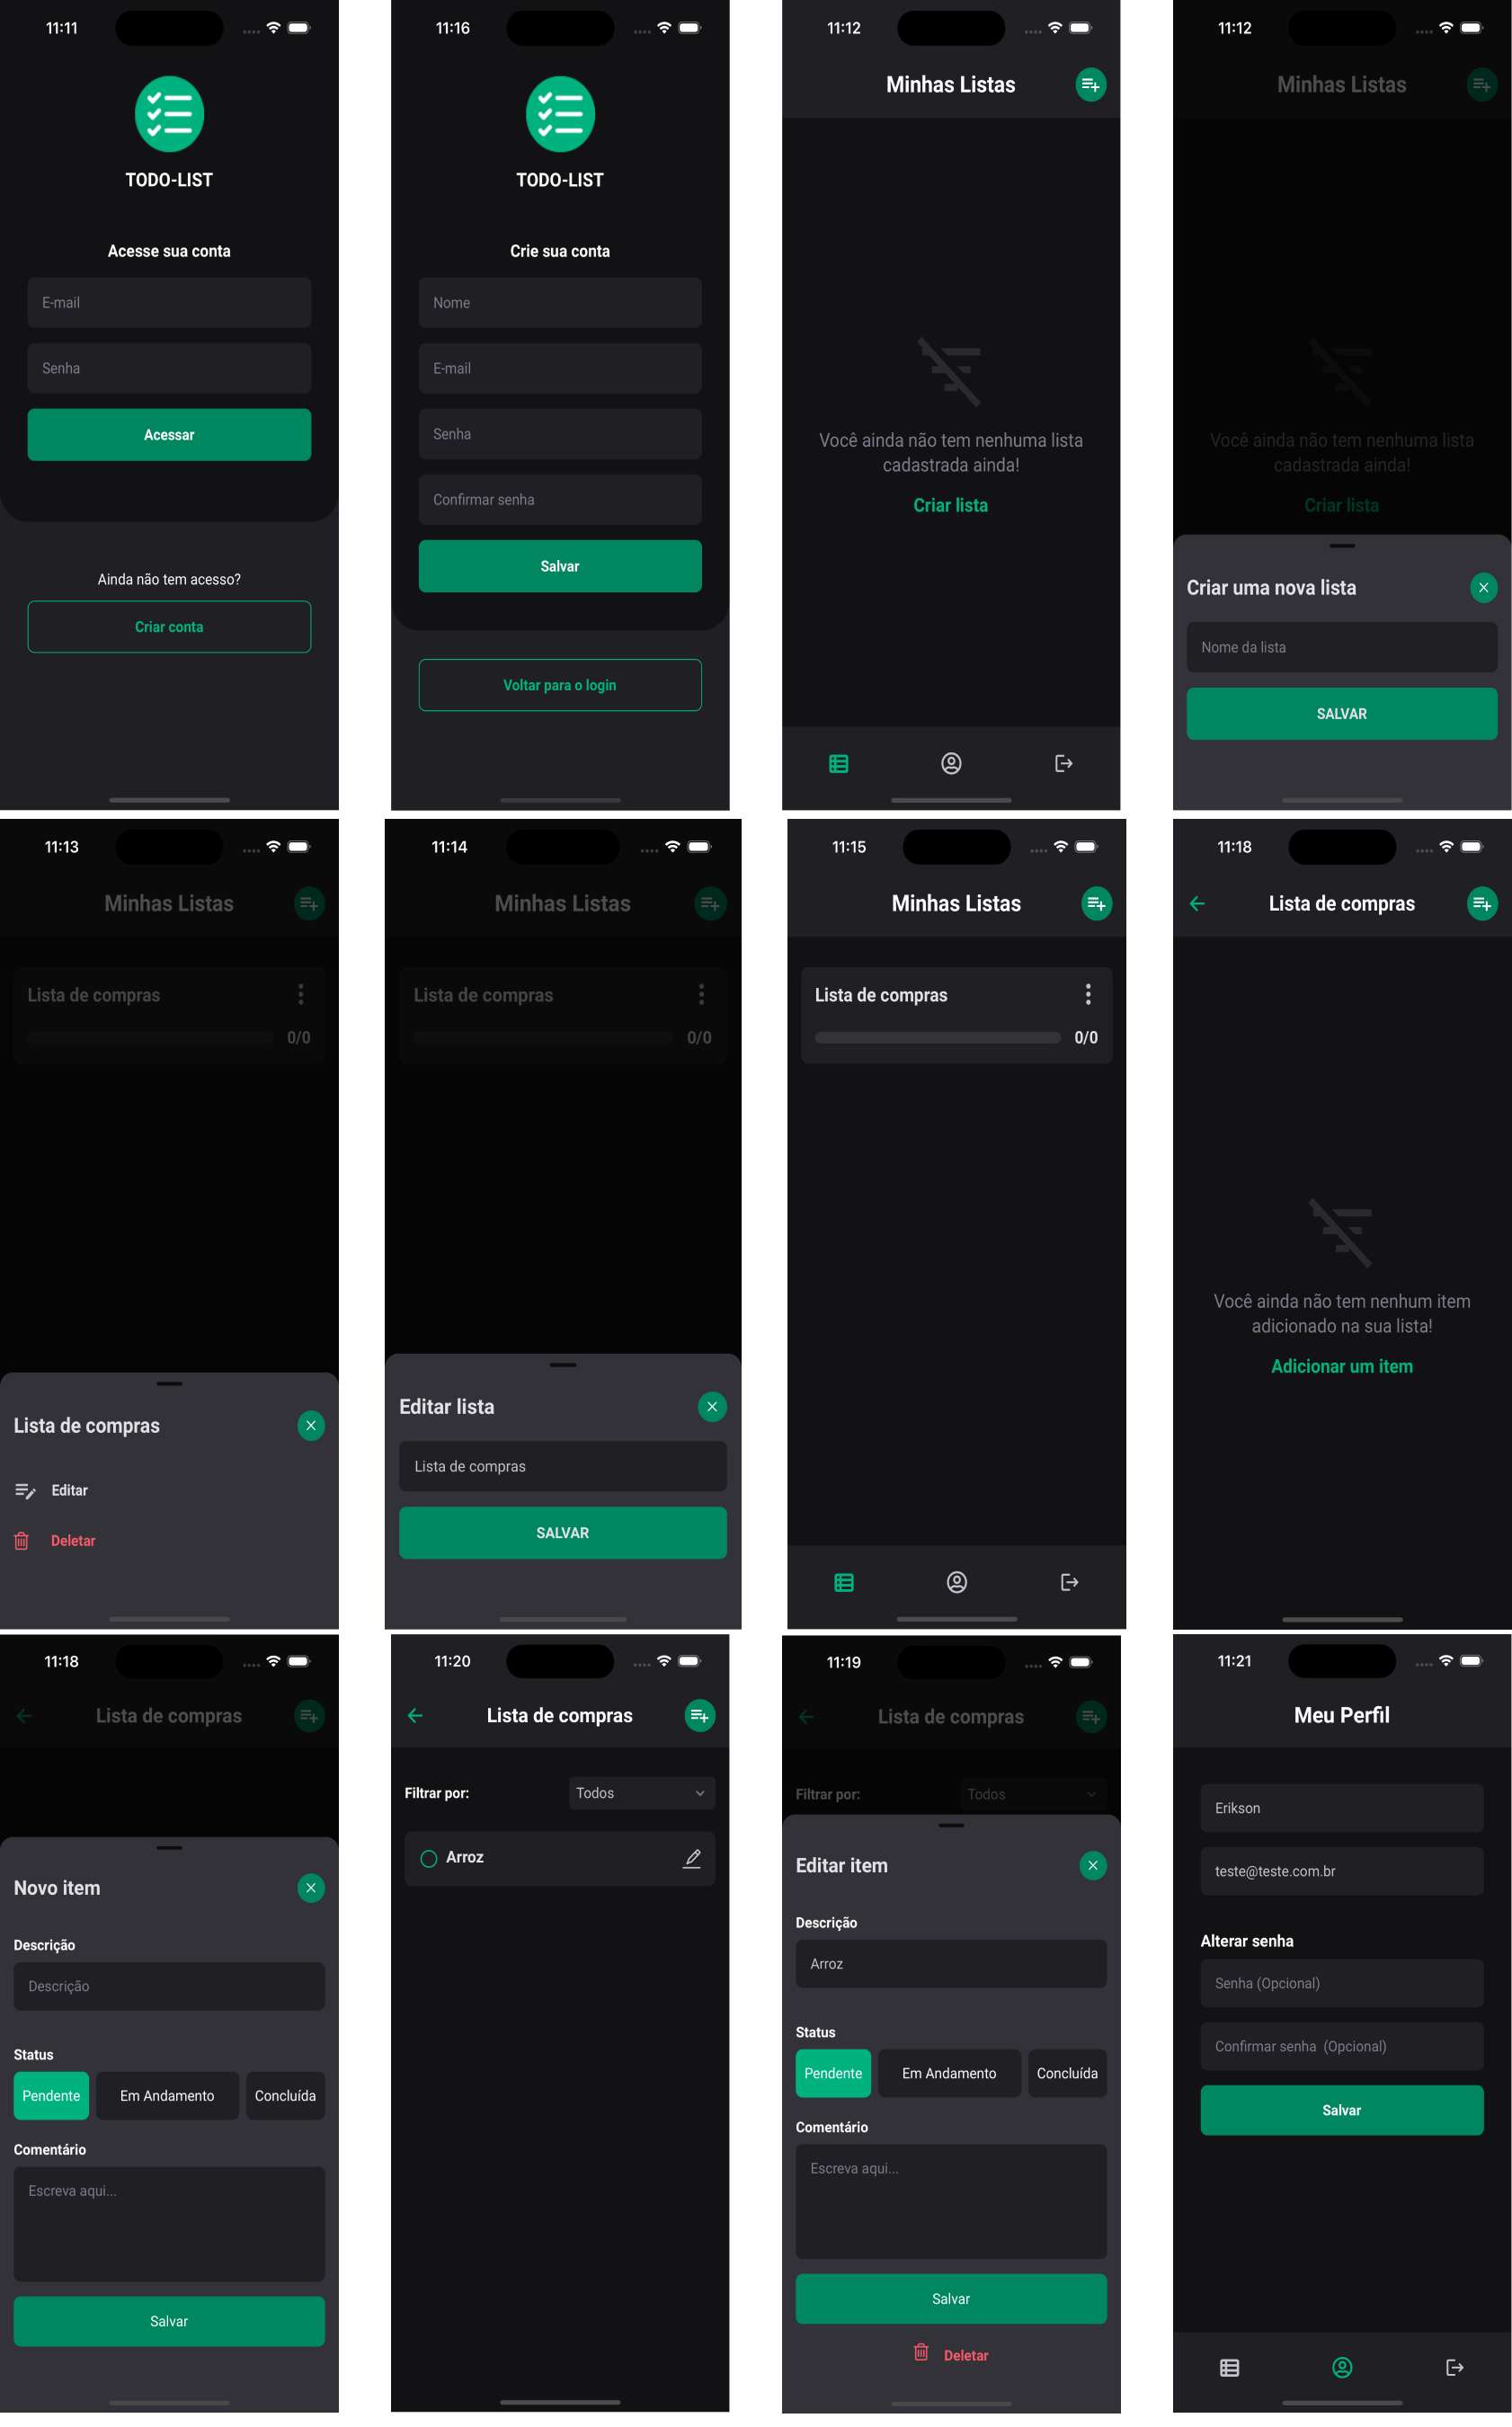 11:11
TODO-LIST
Acesse sua conta
E-mail
Senha
Acessar
Ainda não tem acesso?
Criar conta
11:16
TODO-LIST
Crie sua conta
Nome
E-mail
Senha
Confirmar senha
Salvar
Voltar para o login
11:12
Minhas Listas
Você ainda não tem nenhuma lista
cadastrada ainda!
Criar lista
11:12
Minhas Listas
Você ainda não tem nenhuma lista
cadastrada ainda!
Criar lista
Criar uma nova lista
Nome da lista
SALVAR
11:13
Minhas Listas
Lista de compras
0/0
Lista de compras
Editar
Deletar
11:14
Minhas Listas
Lista de compras
0/0
Editar lista
Lista de compras
SALVAR
11:15
Minhas Listas
Lista de compras
0/0
11:18
Lista de compras
Você ainda não tem nenhum item
adicionado na sua lista!
Adicionar um item
11:18
Lista de compras
Novo item
Descrição
Descrição
Status
Pendente Em Andamento Concluída
Comentário
Escreva aqui...
Salvar
11:20
Lista de compras
Filtrar por: Todos
Arroz
11:19
Lista de compras
Filtrar por: Todos
Editar item
Descrição
Arroz
Status
Pendente Em Andamento Concluída
Comentário
Escreva aqui...
Salvar
Deletar
11:21
Meu Perfil
Erikson
teste@teste.com.br
Alterar senha
Senha (Opcional)
Confirmar senha (Opcional)
Salvar